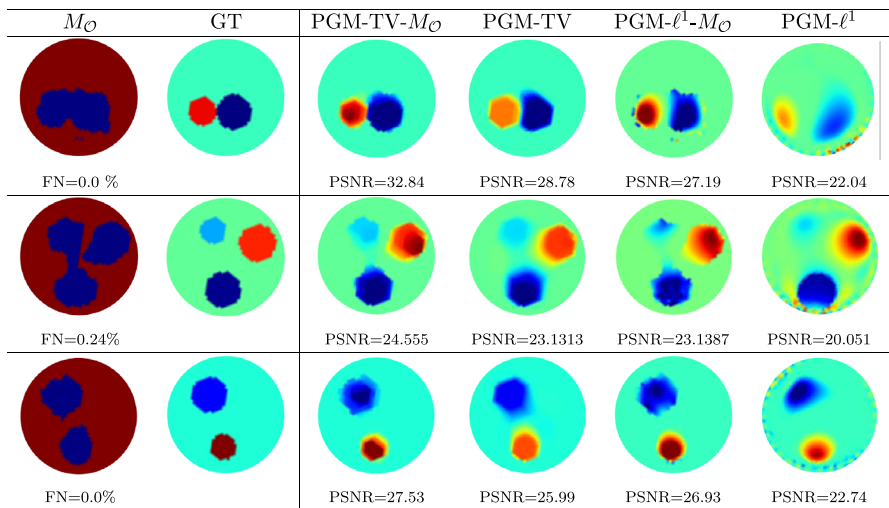 M_𝒪 GT PGM-TV-M_𝒪 PGM-TV PGM-ℓ¹-M_𝒪 PGM-ℓ¹
FN=0.0 % PSNR=32.84 PSNR=28.78 PSNR=27.19 PSNR=22.04
FN=0.24% PSNR=24.555 PSNR=23.1313 PSNR=23.1387 PSNR=20.051
FN=0.0% PSNR=27.53 PSNR=25.99 PSNR=26.93 PSNR=22.74